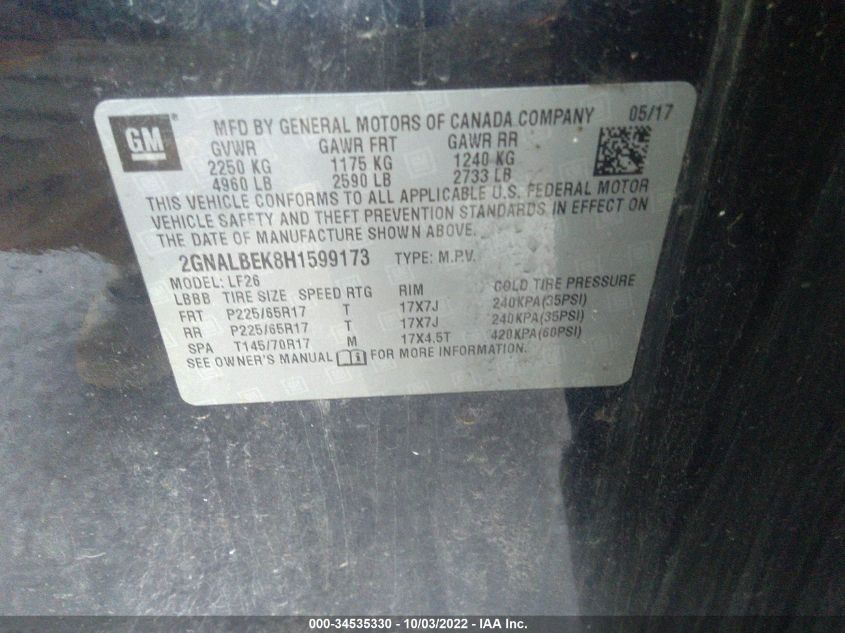 GM® MFD BY GENERAL MOTORS OF CANADA COMPANY 05/17
GVWR GAWR FRT GAWR RR
2250 KG 1175 KG 1240 KG
4960 LB 2590 LB 2733 LB
THIS VEHICLE CONFORMS TO ALL APPLICABLE U.S. FEDERAL MOTOR
VEHICLE SAFETY AND THEFT PREVENTION STANDARDS IN EFFECT ON
THE DATE OF MANUFACTURE SHOWN ABOVE.
2GNALBEK8H1599173 TYPE: M.P.V.
MODEL: LF26
LBBB TIRE SIZE SPEED RTG RIM COLD TIRE PRESSURE
FRT P225/65R17 T 17X7J 240KPA(35PSI)
RR P225/65R17 T 17X7J 240KPA(35PSI)
SPA T145/70R17 M 17X4.5T 420KPA(60PSI)
SEE OWNER'S MANUAL FOR MORE INFORMATION.
000-34535330 - 10/03/2022 - IAA Inc.